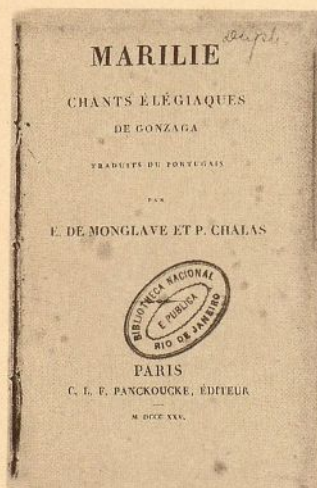 MARILIE
CHANTS ÉLÉGIAQUES
DE GONZAGA
TRADUITS DU PORTUGAIS
PAR
E. DE MONGLAVE ET P. CHALAS
BIBLIOTHECA NACIONAL
E PUBLICA
RIO DE JANEIRO
PARIS
C. L. F. PANCKOUCKE, ÉDITEUR
M DCCC XXV.